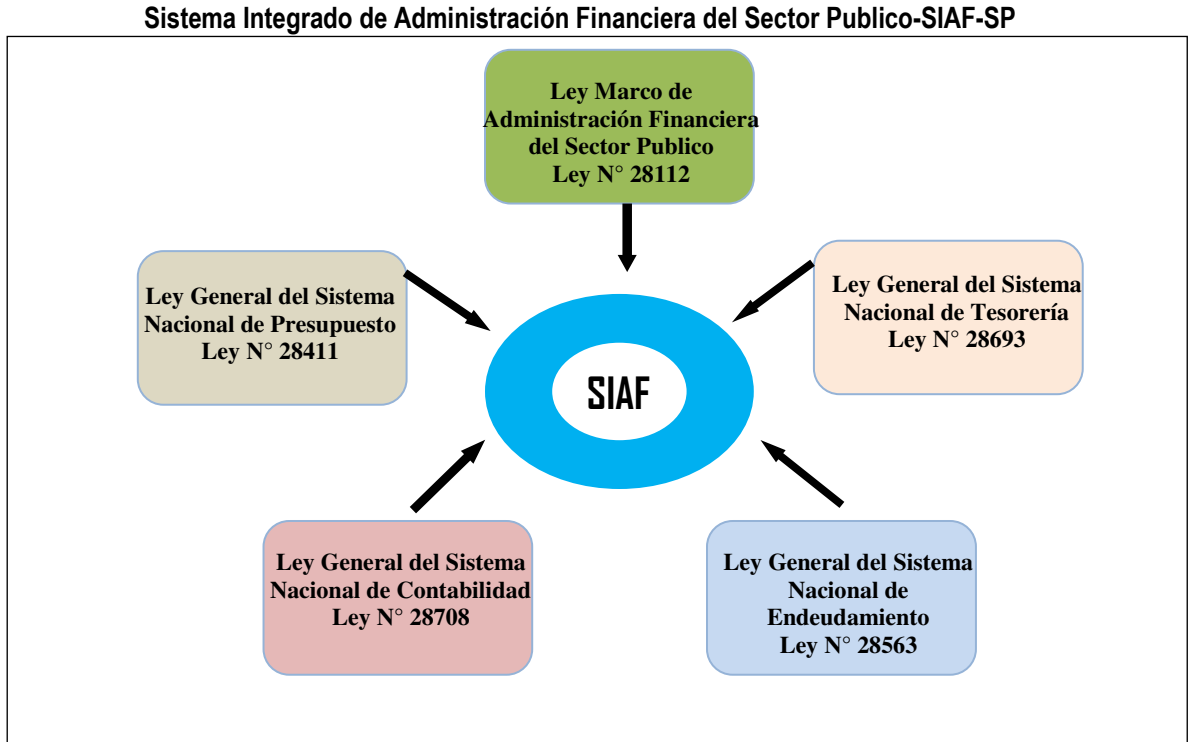 Sistema Integrado de Administración Financiera del Sector Publico-SIAF-SP
Ley Marco de
Administración Financiera
del Sector Publico
Ley N° 28112
Ley General del Sistema
Nacional de Presupuesto
Ley N° 28411
Ley General del Sistema
Nacional de Tesorería
Ley N° 28693
SIAF
Ley General del Sistema
Nacional de Contabilidad
Ley N° 28708
Ley General del Sistema
Nacional de
Endeudamiento
Ley N° 28563